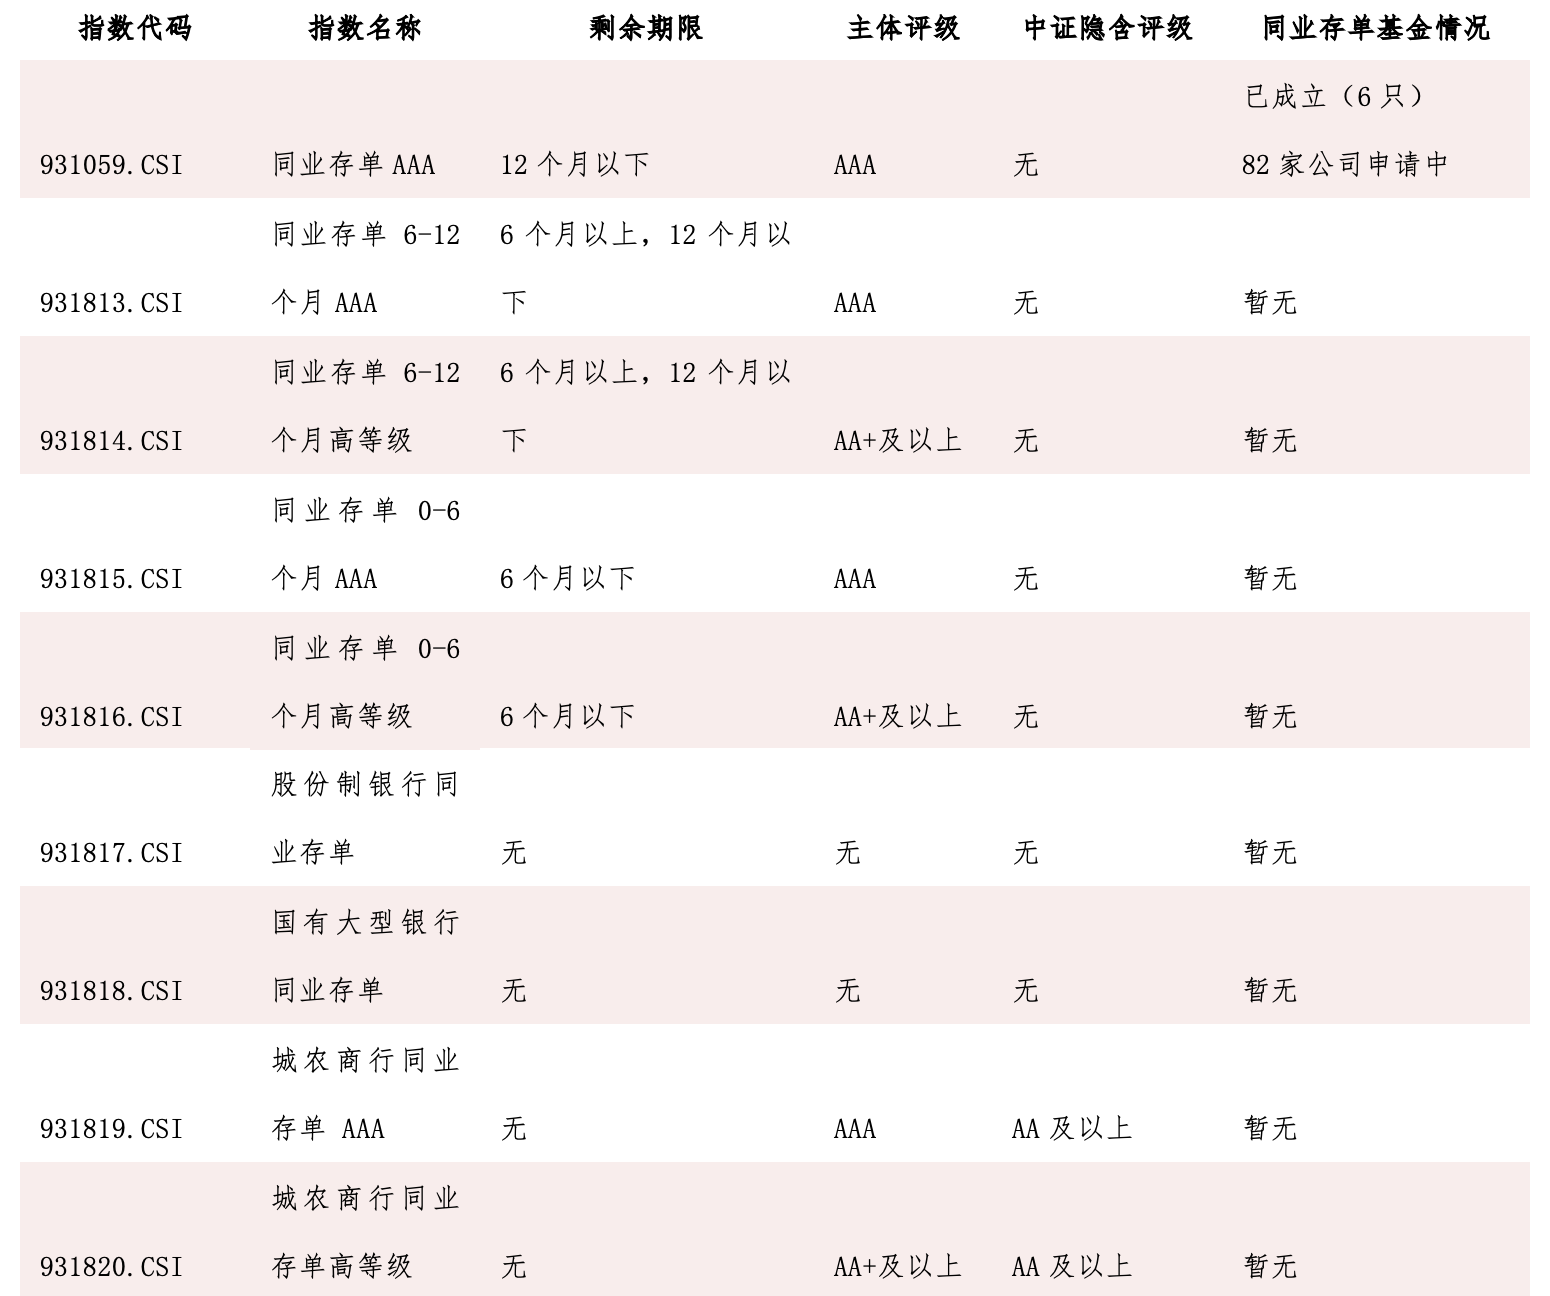 指数代码 指数名称 剩余期限 主体评级 中证隐含评级 同业存单基金情况
已成立（6 只）
931059.CSI 同业存单 AAA 12 个月以下 AAA 无 82 家公司申请中
同业存单 6-12 6 个月以上，12 个月以
931813.CSI 个月 AAA 下 AAA 无 暂无
同业存单 6-12 6 个月以上，12 个月以
931814.CSI 个月高等级 下 AA+及以上 无 暂无
同业存单 0-6
931815.CSI 个月 AAA 6 个月以下 AAA 无 暂无
同业存单 0-6
931816.CSI 个月高等级 6 个月以下 AA+及以上 无 暂无
股份制银行同
931817.CSI 业存单 无 无 无 暂无
国有大型银行
931818.CSI 同业存单 无 无 无 暂无
城农商行同业
931819.CSI 存单 AAA 无 AAA AA 及以上 暂无
城农商行同业
931820.CSI 存单高等级 无 AA+及以上 AA 及以上 暂无